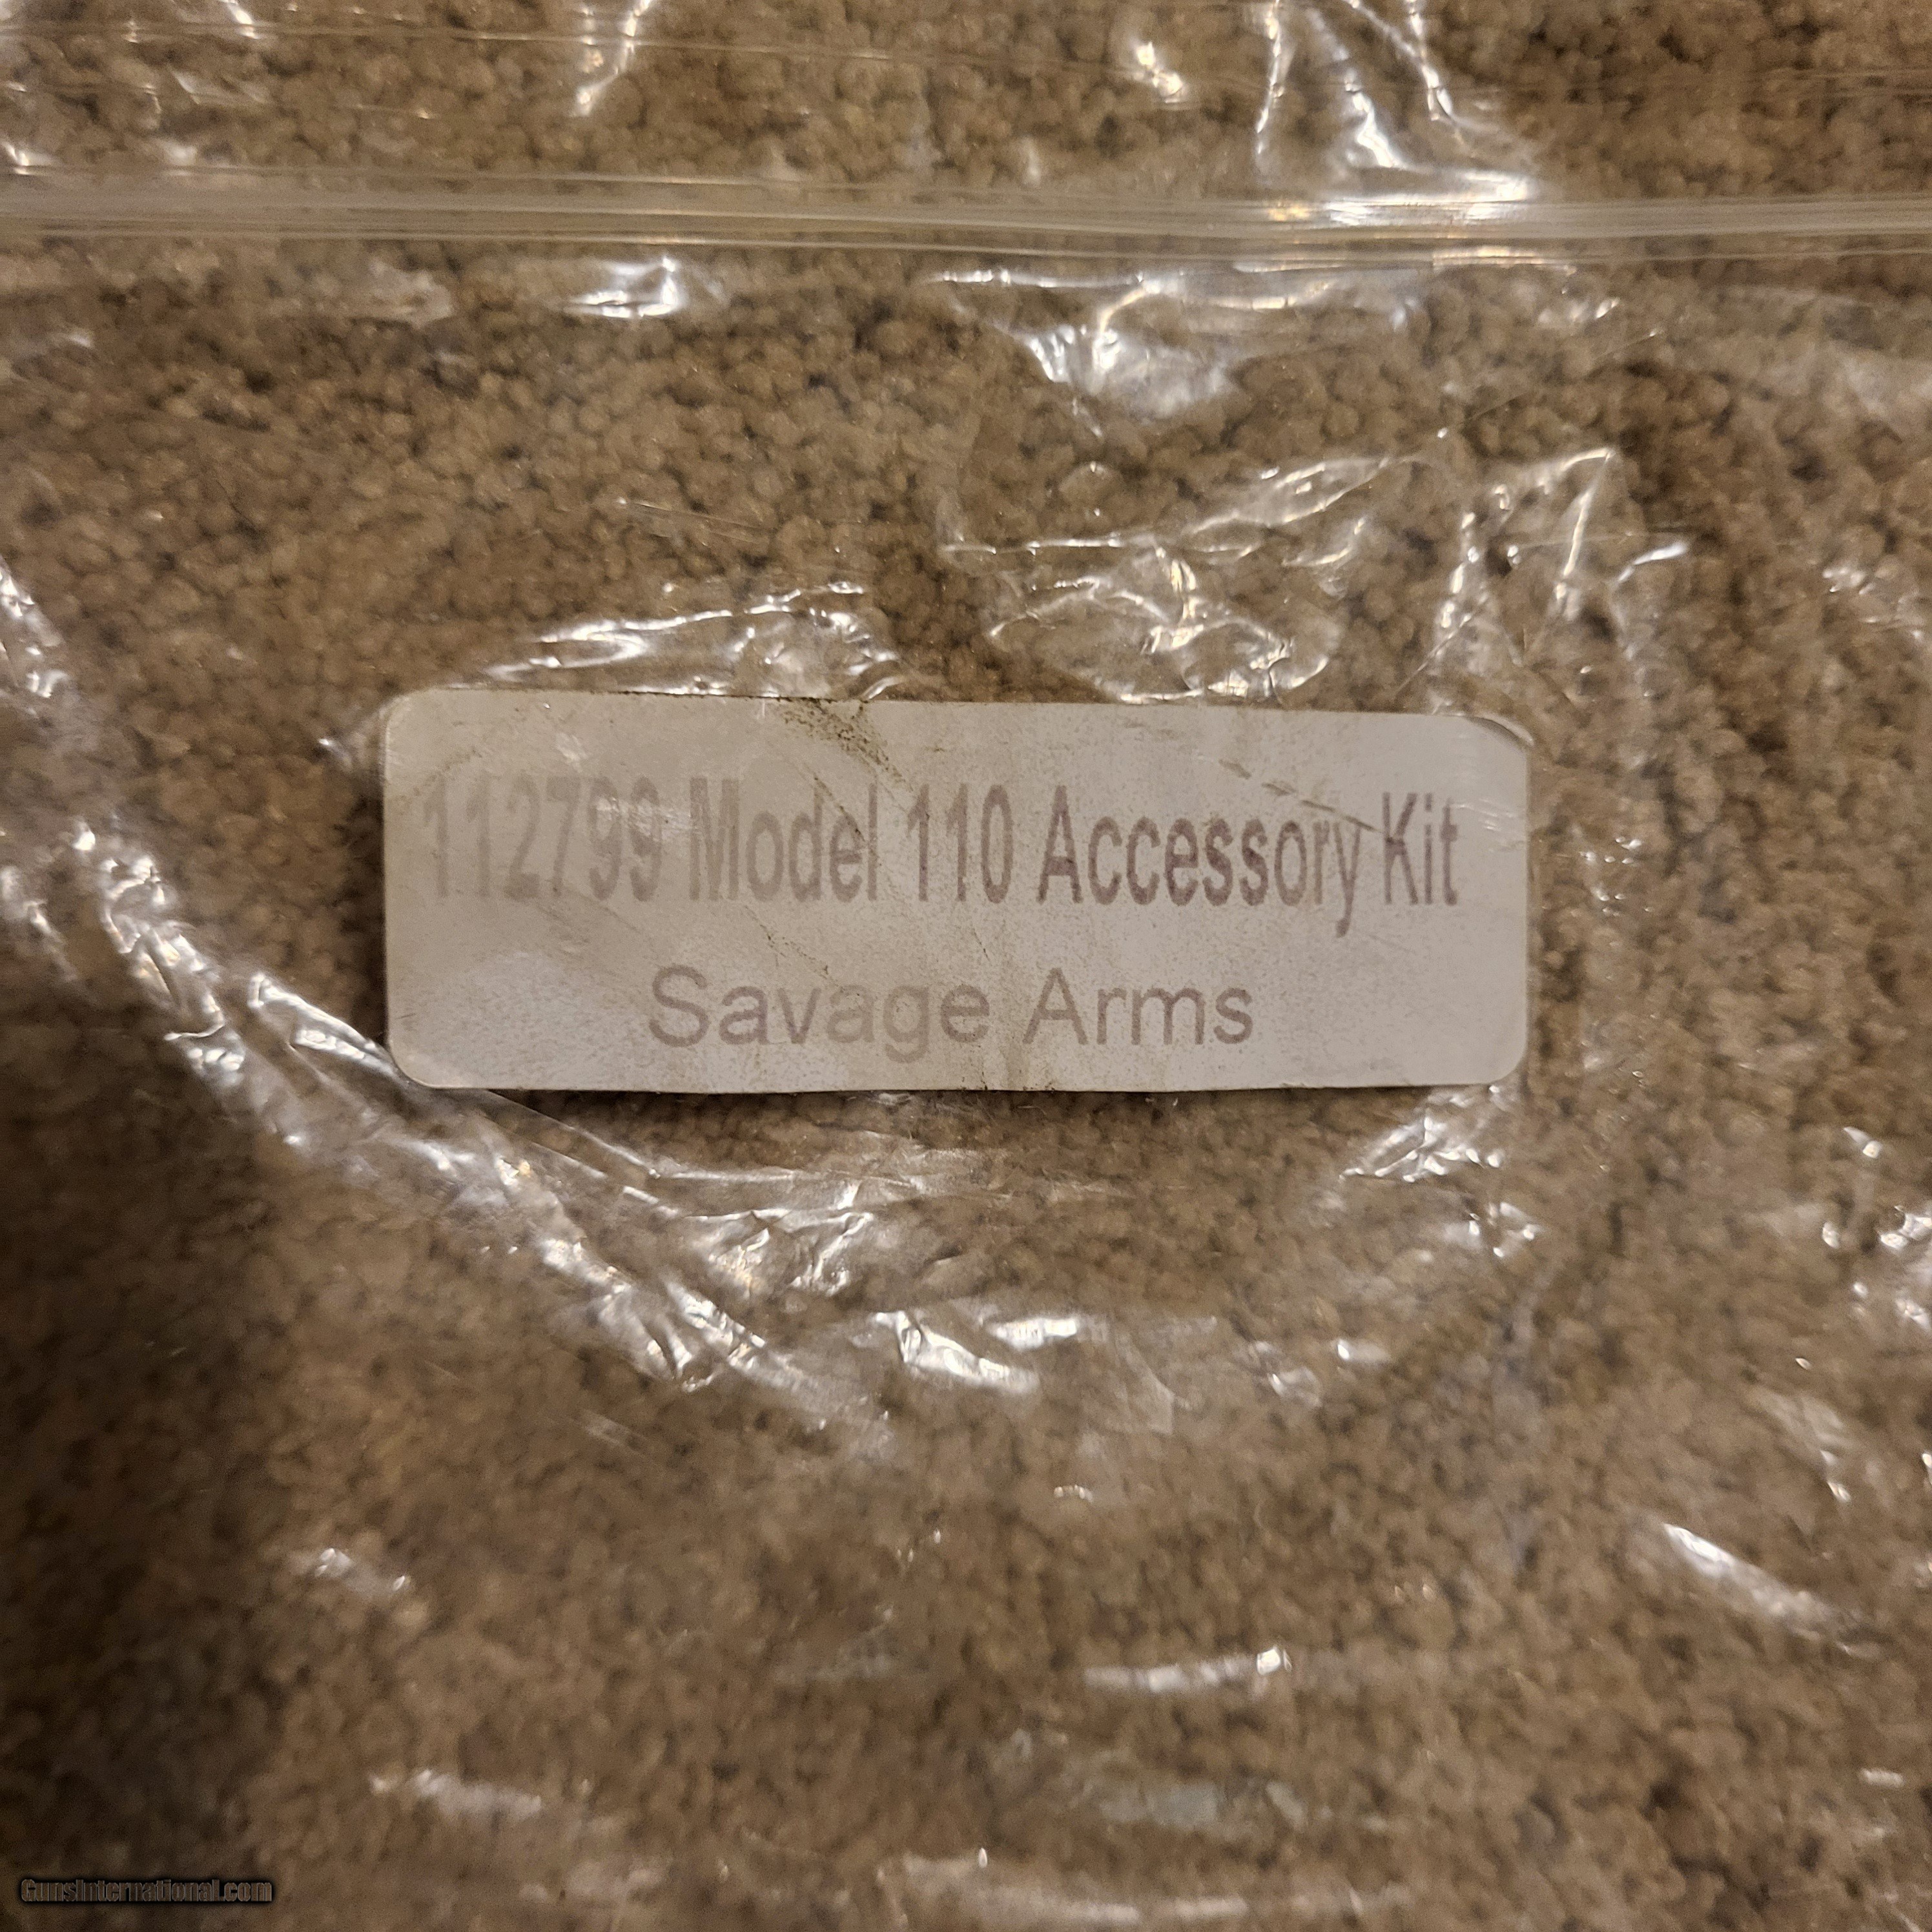 112799 Model 110 Accessory Kit
Savage Arms
GunsInternational.com